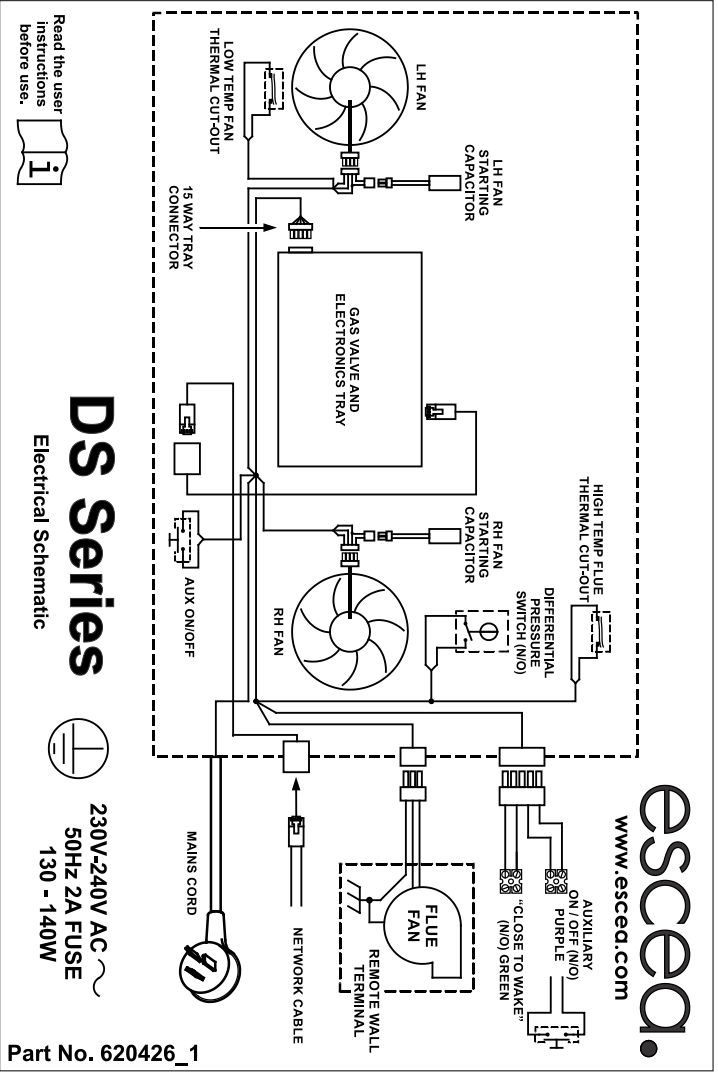 escea.
www.escea.com
HIGH TEMP FLUE
THERMAL CUT-OUT
DIFFERENTIAL
PRESSURE
SWITCH (N/O)
RH FAN
STARTING
CAPACITOR
RH FAN
LH FAN
STARTING
CAPACITOR
LH FAN
LOW TEMP FAN
THERMAL CUT-OUT
15 WAY TRAY
CONNECTOR
GAS VALVE AND
ELECTRONICS TRAY
AUX ON/OFF
AUXILIARY
ON / OFF (N/O)
PURPLE
"CLOSE TO WAKE"
(N/O) GREEN
FLUE
FAN
REMOTE WALL
TERMINAL
NETWORK CABLE
MAINS CORD
Read the user
instructions
before use.
i
DS Series
Electrical Schematic
230V-240V AC
50Hz 2A FUSE
130 - 140W
Part No. 620426_1